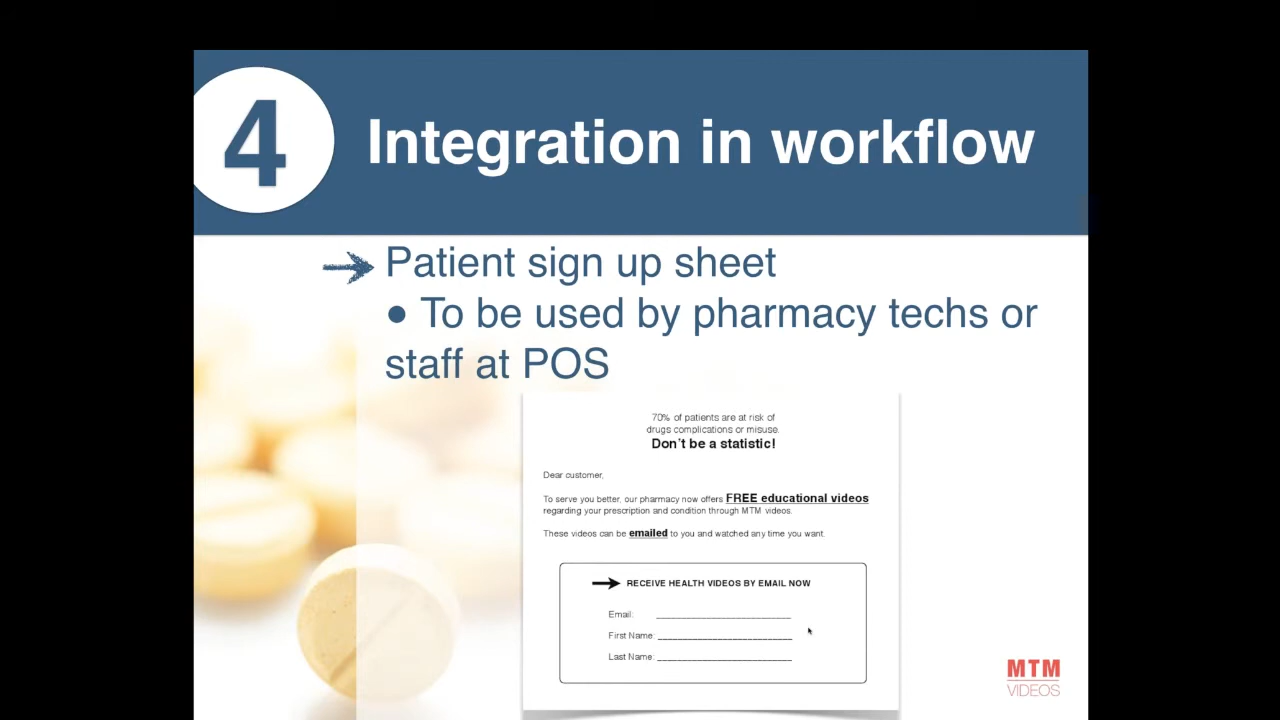 4
Integration in workflow
Patient sign up sheet
● To be used by pharmacy techs or
staff at POS
70% of patients are at risk of
drugs complications or misuse.
Don't be a statistic!
Dear customer,
To serve you better, our pharmacy now offers FREE educational videos
regarding your prescription and condition through MTM videos.
These videos can be emailed to you and watched any time you want.
RECEIVE HEALTH VIDEOS BY EMAIL NOW
Email: ___________________________
First Name: ___________________________
Last Name: ___________________________
MTM
VIDEOS